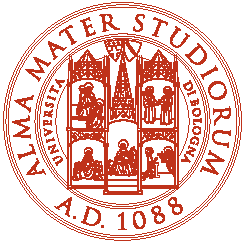 ALMA MATER STUDIORUM
A.D. 1088
UNIVERSITÀ
DI BOLOGNA